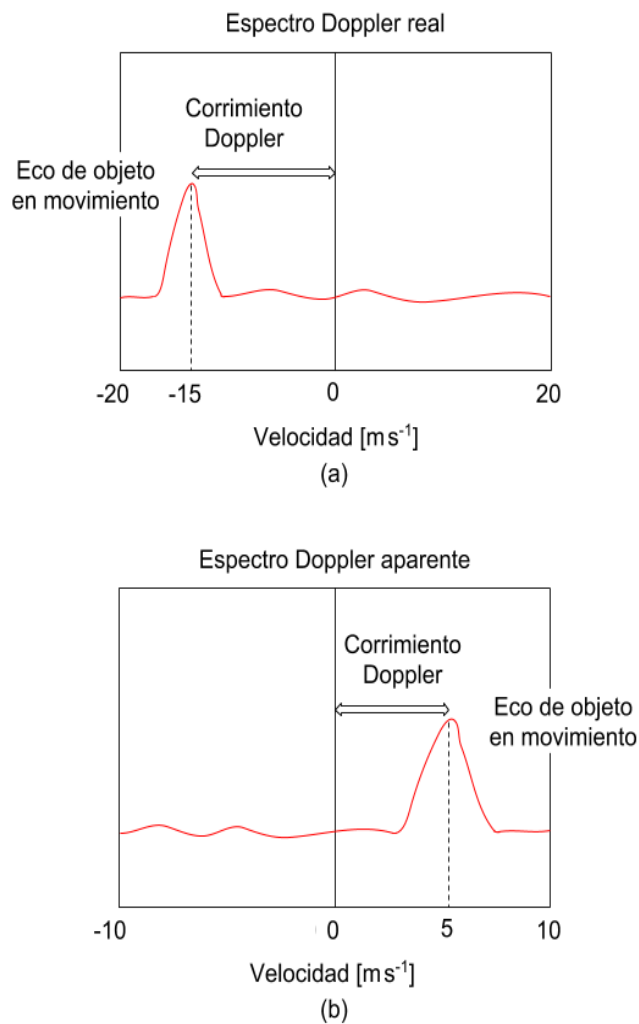 Espectro Doppler real
Corrimiento
Doppler
Eco de objeto
en movimiento
-20 -15 0 20
Velocidad [m s⁻¹]
(a)
Espectro Doppler aparente
Corrimiento
Doppler
Eco de objeto
en movimiento
-10 0 5 10
Velocidad [m s⁻¹]
(b)